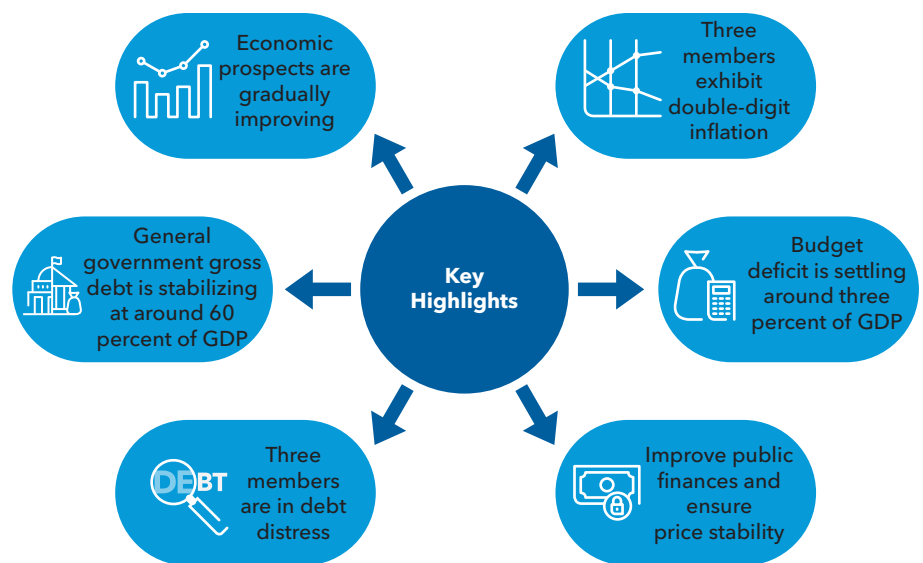 Economic
prospects are
gradually
improving
Three
members
exhibit
double-digit
inflation
General
government gross
debt is stabilizing
at around 60
percent of GDP
Key
Highlights
Budget
deficit is settling
around three
percent of GDP
DEBT
Three
members
are in debt
distress
Improve public
finances and
ensure
price stability